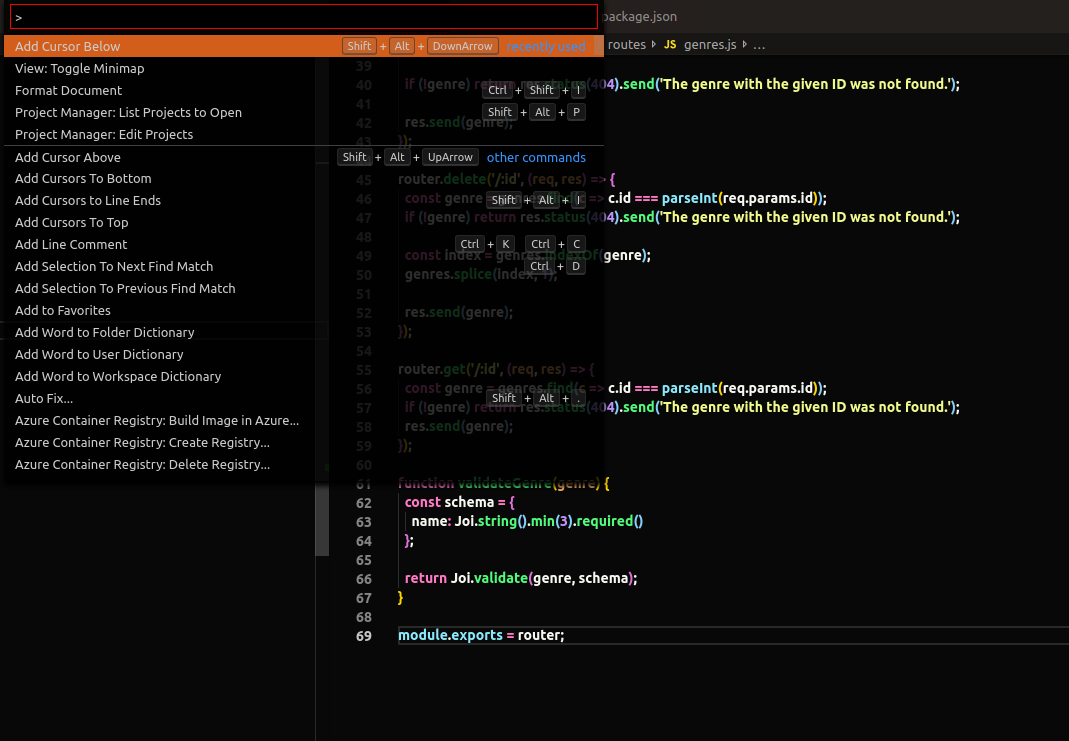 package.json
>
routes > JS genres.js > ...
Add Cursor Below Shift + Alt + DownArrow recently used
View: Toggle Minimap
Format Document Ctrl + Shift + I
Project Manager: List Projects to Open Shift + Alt + P
Project Manager: Edit Projects
Add Cursor Above Shift + Alt + UpArrow other commands
Add Cursors To Bottom
Add Cursors to Line Ends Shift + Alt + I
Add Cursors To Top
Add Line Comment Ctrl + K Ctrl + C
Add Selection To Next Find Match Ctrl + D
Add Selection To Previous Find Match
Add to Favorites
Add Word to Folder Dictionary
Add Word to User Dictionary
Add Word to Workspace Dictionary
Auto Fix... Shift + Alt + .
Azure Container Registry: Build Image in Azure...
Azure Container Registry: Create Registry...
Azure Container Registry: Delete Registry...
39
40 if (!genre) return res.status(404).send('The genre with the given ID was not found.');
41
42 res.send(genre);
43 });
45 router.delete('/:id', (req, res) => {
46 const genre = c => c.id === parseInt(req.params.id));
47 if (!genre) return res.status(404).send('The genre with the given ID was not found.');
48
49 const index = genres.indexOf(genre);
50 genres.splice(index, 1);
51
52 res.send(genre);
53 });
54
55 router.get('/:id', (req, res) => {
56 const genre = genres.find(c => c.id === parseInt(req.params.id));
57 if (!genre) return res.status(404).send('The genre with the given ID was not found.');
58 res.send(genre);
59 });
60
61 function validateGenre(genre) {
62 const schema = {
63 name: Joi.string().min(3).required()
64 };
65
66 return Joi.validate(genre, schema);
67 }
68
69 module.exports = router;